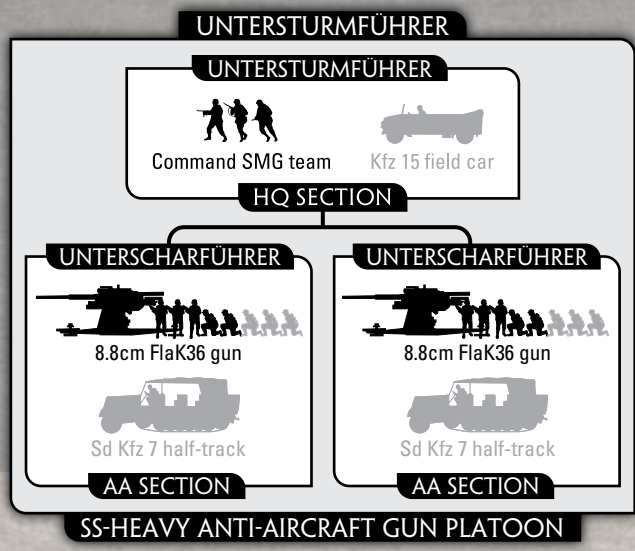 UNTERSTURMFÜHRER
UNTERSTURMFÜHRER
Command SMG team
Kfz 15 field car
HQ SECTION
UNTERSCHARFÜHRER
8.8cm FlaK36 gun
Sd Kfz 7 half-track
AA SECTION
UNTERSCHARFÜHRER
8.8cm FlaK36 gun
Sd Kfz 7 half-track
AA SECTION
SS-HEAVY ANTI-AIRCRAFT GUN PLATOON